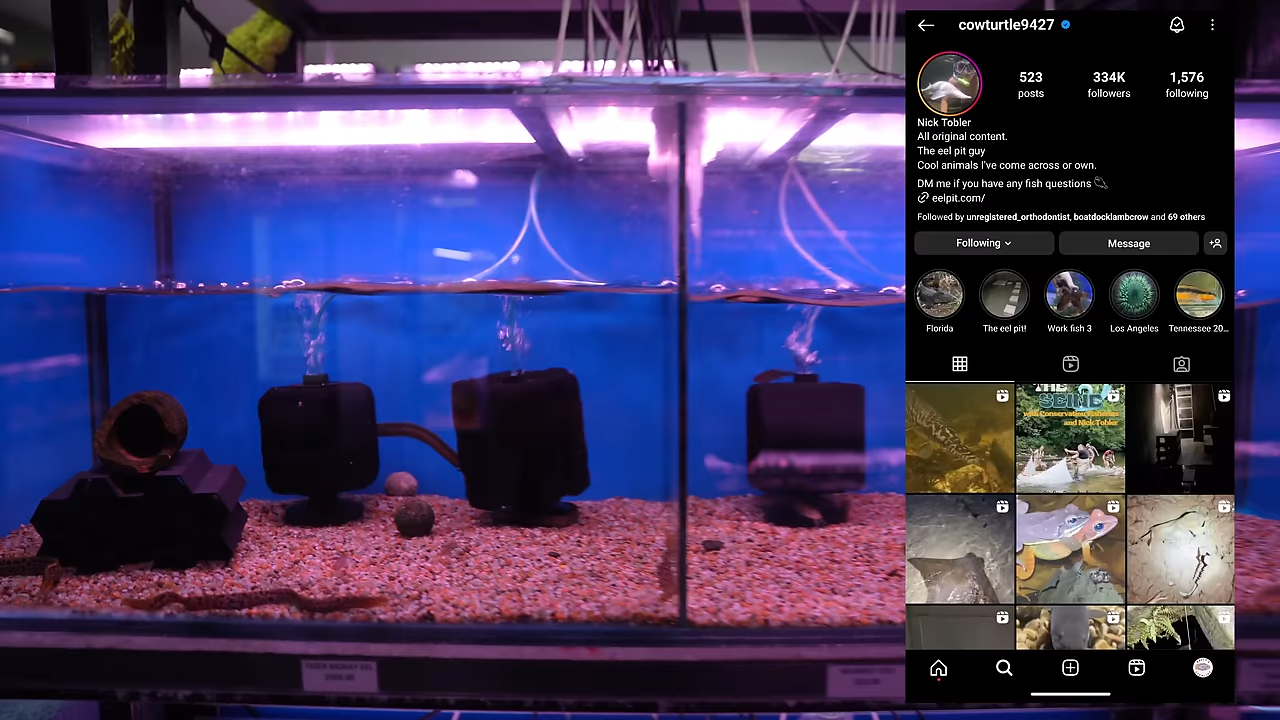 cowturtle9427
523
334K
1,576
posts
followers
following
Nick Tobler
All original content.
The eel pit guy
Cool animals I've come across or own.
DM me if you have any fish questions
eelpit.com/
Followed by unregistered_orthodontist, boatdocklambcrow and 69 others
Following
Message
Florida
The eel pit!
Work fish 3
Los Angeles
Tennessee 20...
THE
SEINE
with Conservation Fisheries
and Nick Tobler
TIGER MORAY EEL